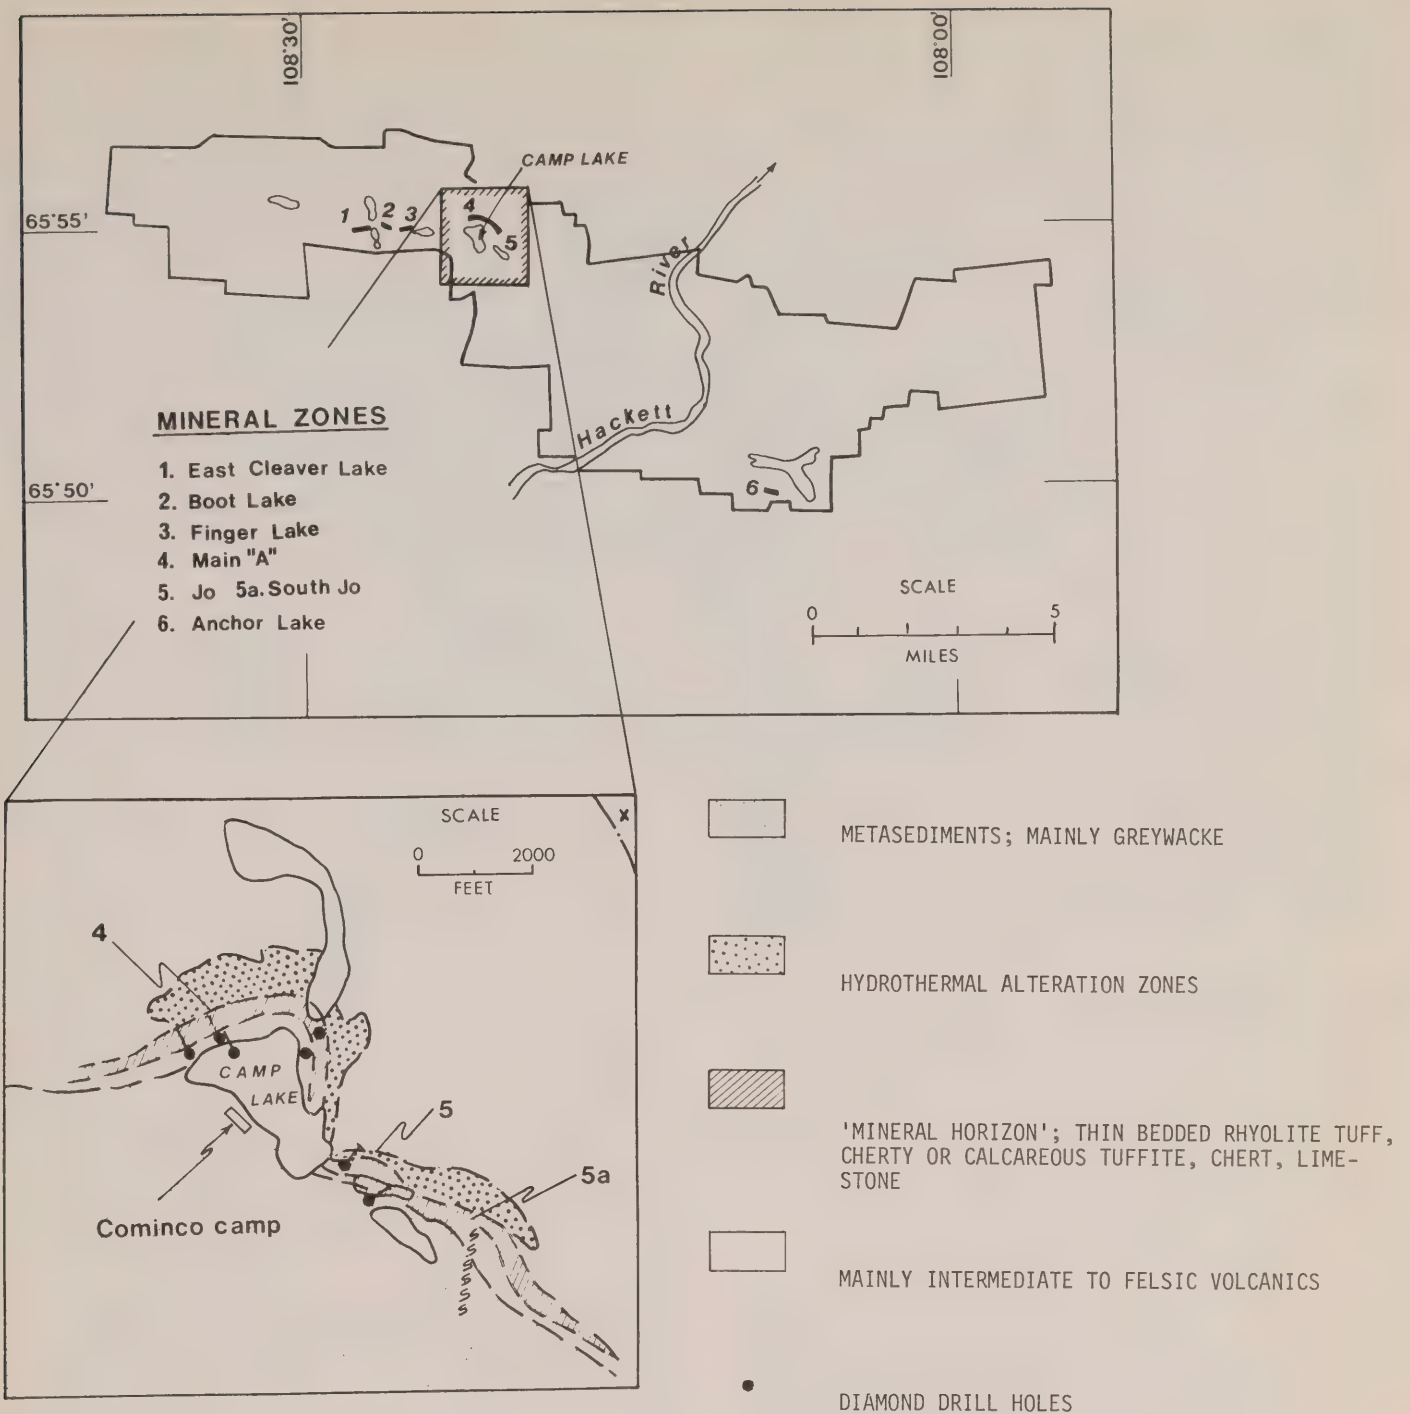 108°30'
108°00'
CAMP LAKE
65°55'
1
2
3
4
5
River
Hackett
MINERAL ZONES
1. East Cleaver Lake
2. Boot Lake
3. Finger Lake
4. Main "A"
5. Jo 5a. South Jo
6. Anchor Lake
65°50'
6
SCALE
0 5
MILES
SCALE
0 2000
FEET
x
4
CAMP
LAKE
5
5a
Cominco camp
METASEDIMENTS; MAINLY GREYWACKE
HYDROTHERMAL ALTERATION ZONES
'MINERAL HORIZON'; THIN BEDDED RHYOLITE TUFF,
CHERTY OR CALCAREOUS TUFFITE, CHERT, LIME-
STONE
MAINLY INTERMEDIATE TO FELSIC VOLCANICS
DIAMOND DRILL HOLES